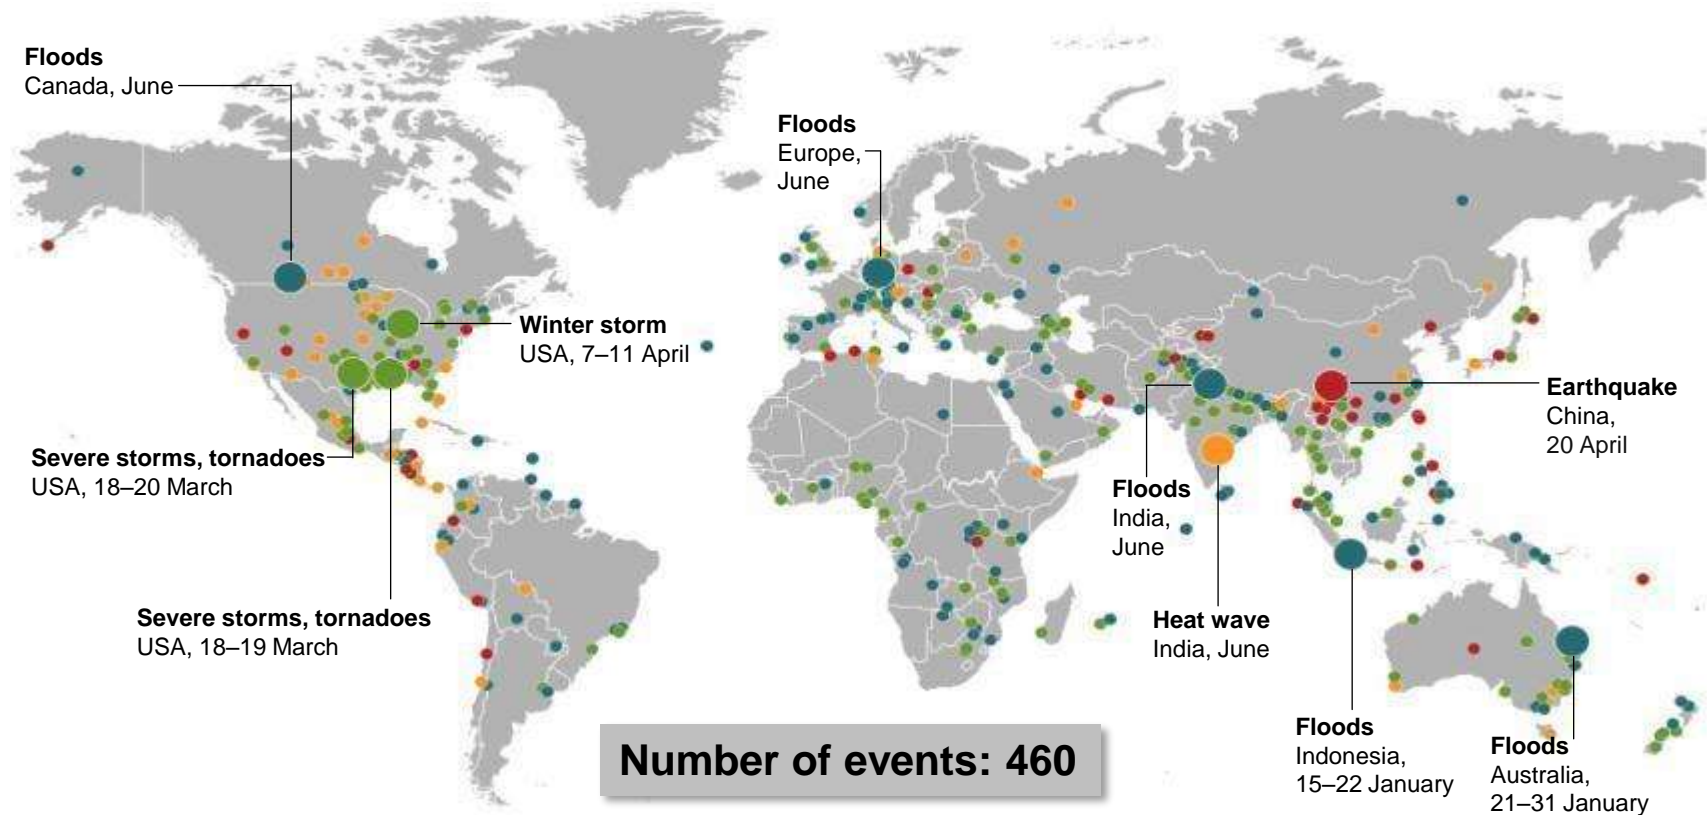 Floods
Canada, June
Floods
Europe,
June
Winter storm
USA, 7–11 April
Earthquake
China,
20 April
Severe storms, tornadoes
USA, 18–20 March
Floods
India,
June
Severe storms, tornadoes
USA, 18–19 March
Heat wave
India, June
Number of events: 460
Floods
Indonesia,
15–22 January
Floods
Australia,
21–31 January